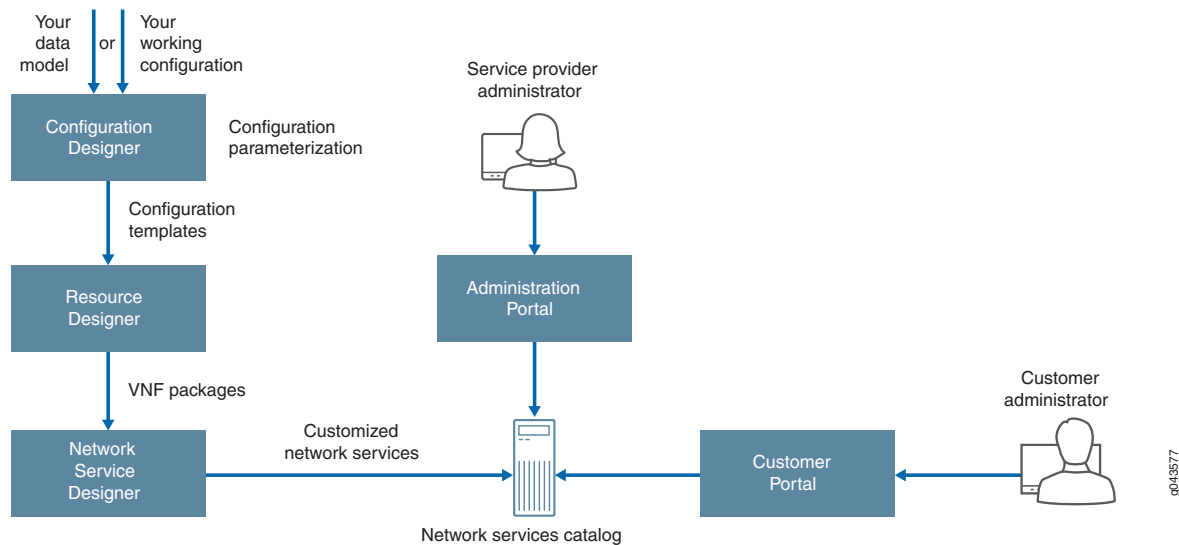 Your
data
model
or
Your
working
configuration
Configuration
Designer
Configuration
parameterization
Configuration
templates
Resource
Designer
VNF packages
Network
Service
Designer
Customized
network services
Service provider
administrator
Administration
Portal
Network services catalog
Customer
Portal
Customer
administrator
g043577